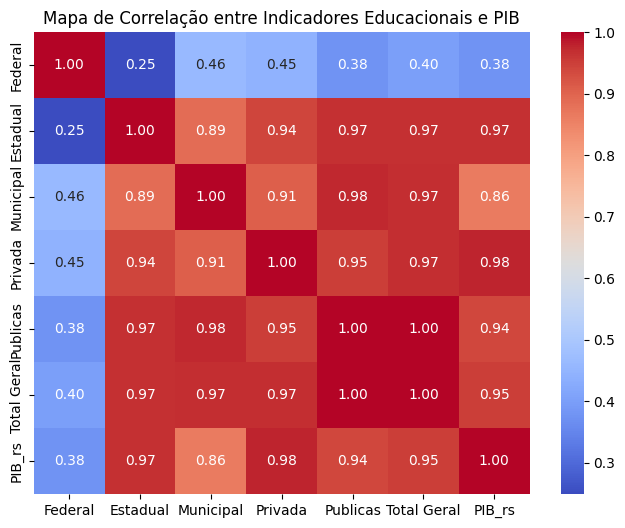 Mapa de Correlação entre Indicadores Educacionais e PIB
Federal 1.00 0.25 0.46 0.45 0.38 0.40 0.38
Estadual 0.25 1.00 0.89 0.94 0.97 0.97 0.97
Municipal 0.46 0.89 1.00 0.91 0.98 0.97 0.86
Privada 0.45 0.94 0.91 1.00 0.95 0.97 0.98
Publicas 0.38 0.97 0.98 0.95 1.00 1.00 0.94
Total Geral 0.40 0.97 0.97 0.97 1.00 1.00 0.95
PIB_rs 0.38 0.97 0.86 0.98 0.94 0.95 1.00
Federal Estadual Municipal Privada Publicas Total Geral PIB_rs
1.0
0.9
0.8
0.7
0.6
0.5
0.4
0.3